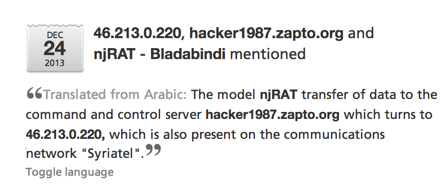 DEC
24
2013
46.213.0.220, hacker1987.zapto.org and
njRAT - Bladabindi mentioned
“Translated from Arabic: The model njRAT transfer of data to the
command and control server hacker1987.zapto.org which turns to
46.213.0.220, which is also present on the communications
network "Syriatel".”
Toggle language